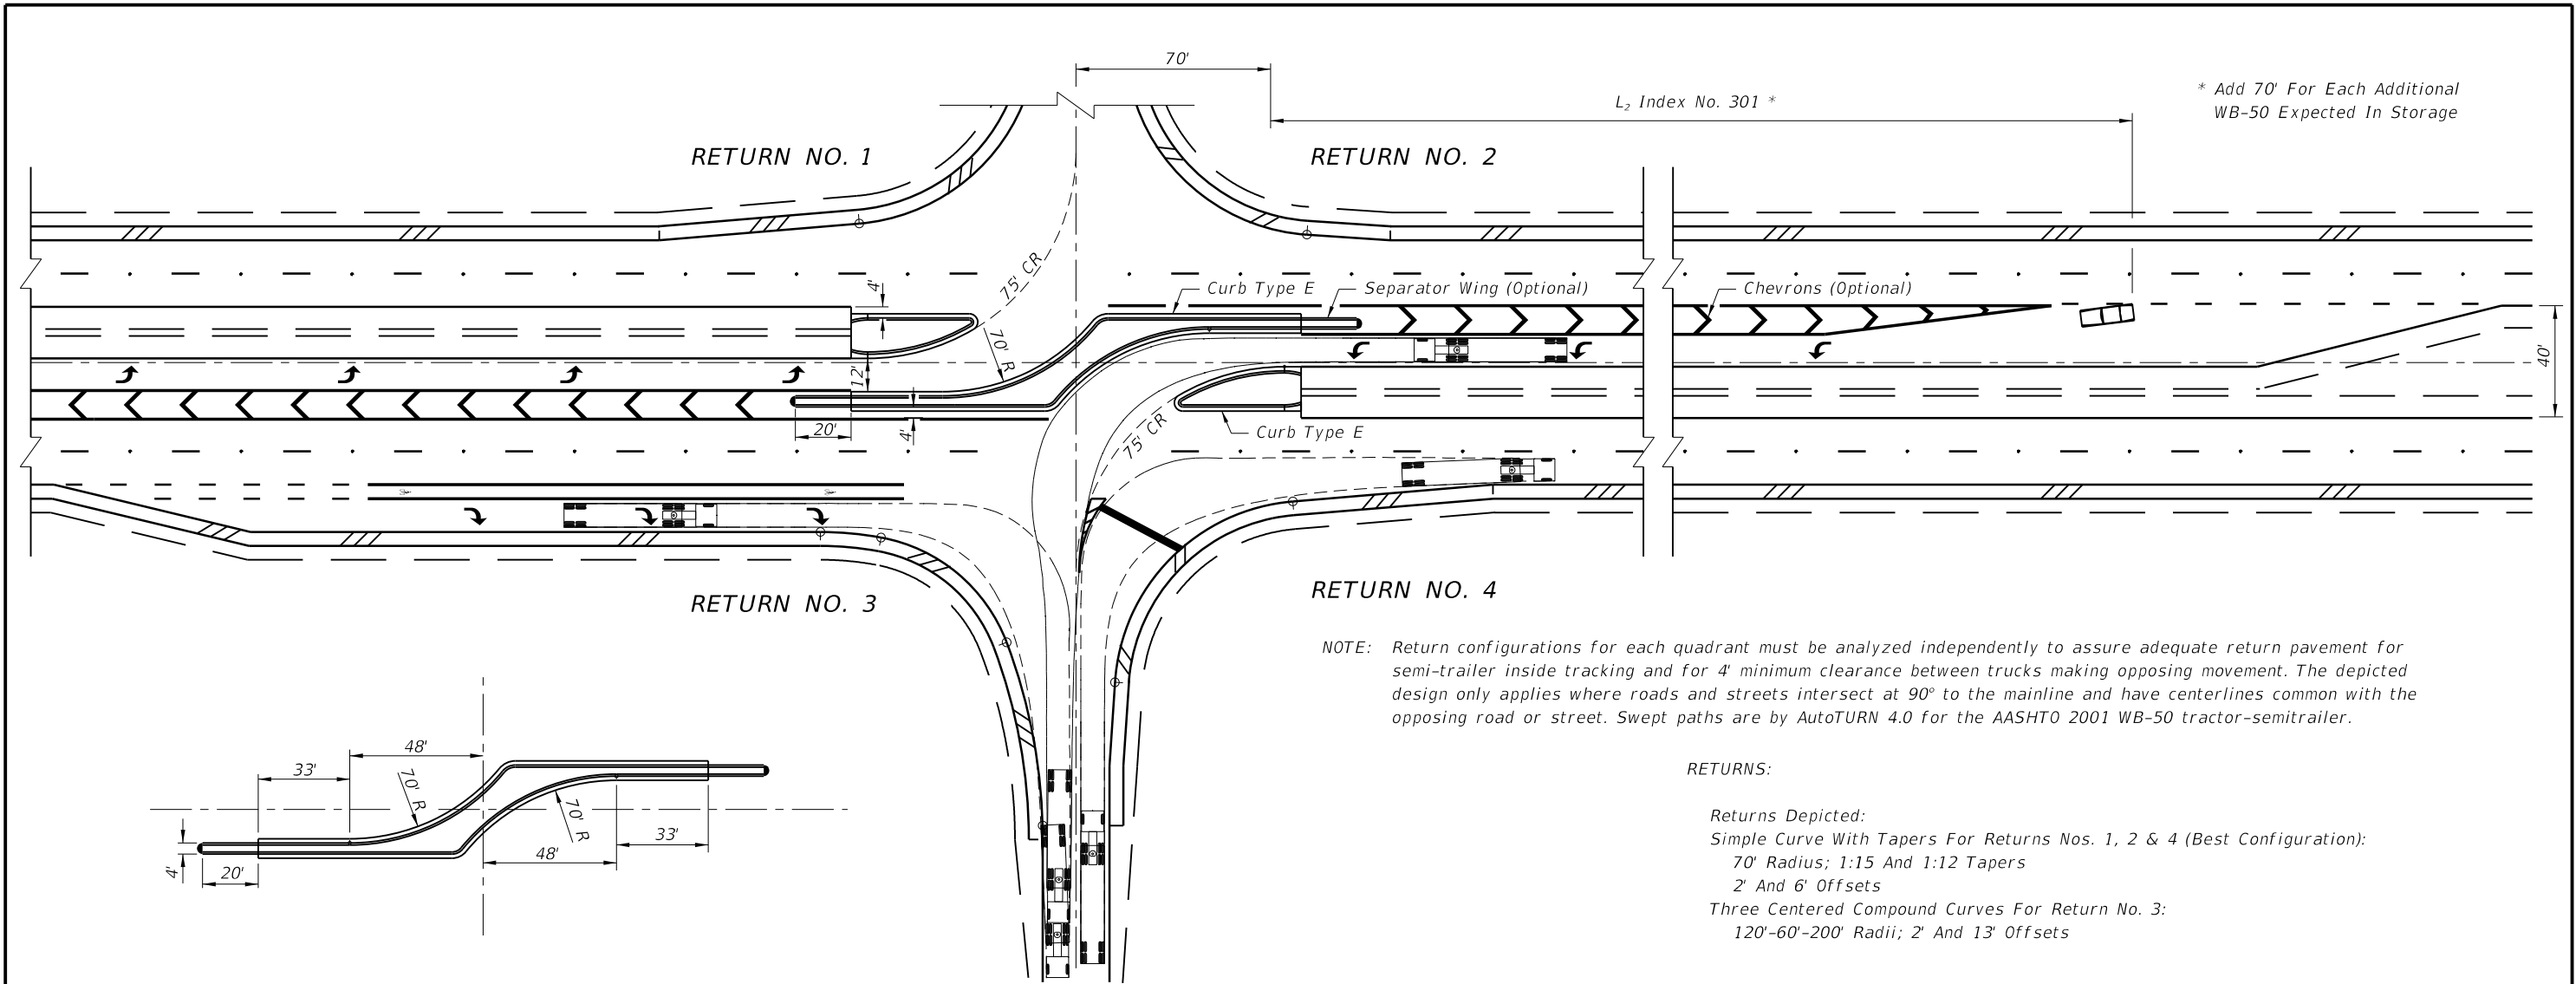 70'
L2 Index No. 301 *
* Add 70' For Each Additional
WB-50 Expected In Storage
RETURN NO. 1
RETURN NO. 2
75' CR
4'
Curb Type E
Separator Wing (Optional)
Chevrons (Optional)
70' R
12'
40'
20'
4'
75' CR
Curb Type E
RETURN NO. 3
RETURN NO. 4
NOTE: Return configurations for each quadrant must be analyzed independently to assure adequate return pavement for
semi-trailer inside tracking and for 4' minimum clearance between trucks making opposing movement. The depicted
design only applies where roads and streets intersect at 90° to the mainline and have centerlines common with the
opposing road or street. Swept paths are by AutoTURN 4.0 for the AASHTO 2001 WB-50 tractor-semitrailer.
48'
33'
70' R
70' R
33'
48'
4'
20'
RETURNS:
Returns Depicted:
Simple Curve With Tapers For Returns Nos. 1, 2 & 4 (Best Configuration):
70' Radius; 1:15 And 1:12 Tapers
2' And 6' Offsets
Three Centered Compound Curves For Return No. 3:
120'-60'-200' Radii; 2' And 13' Offsets